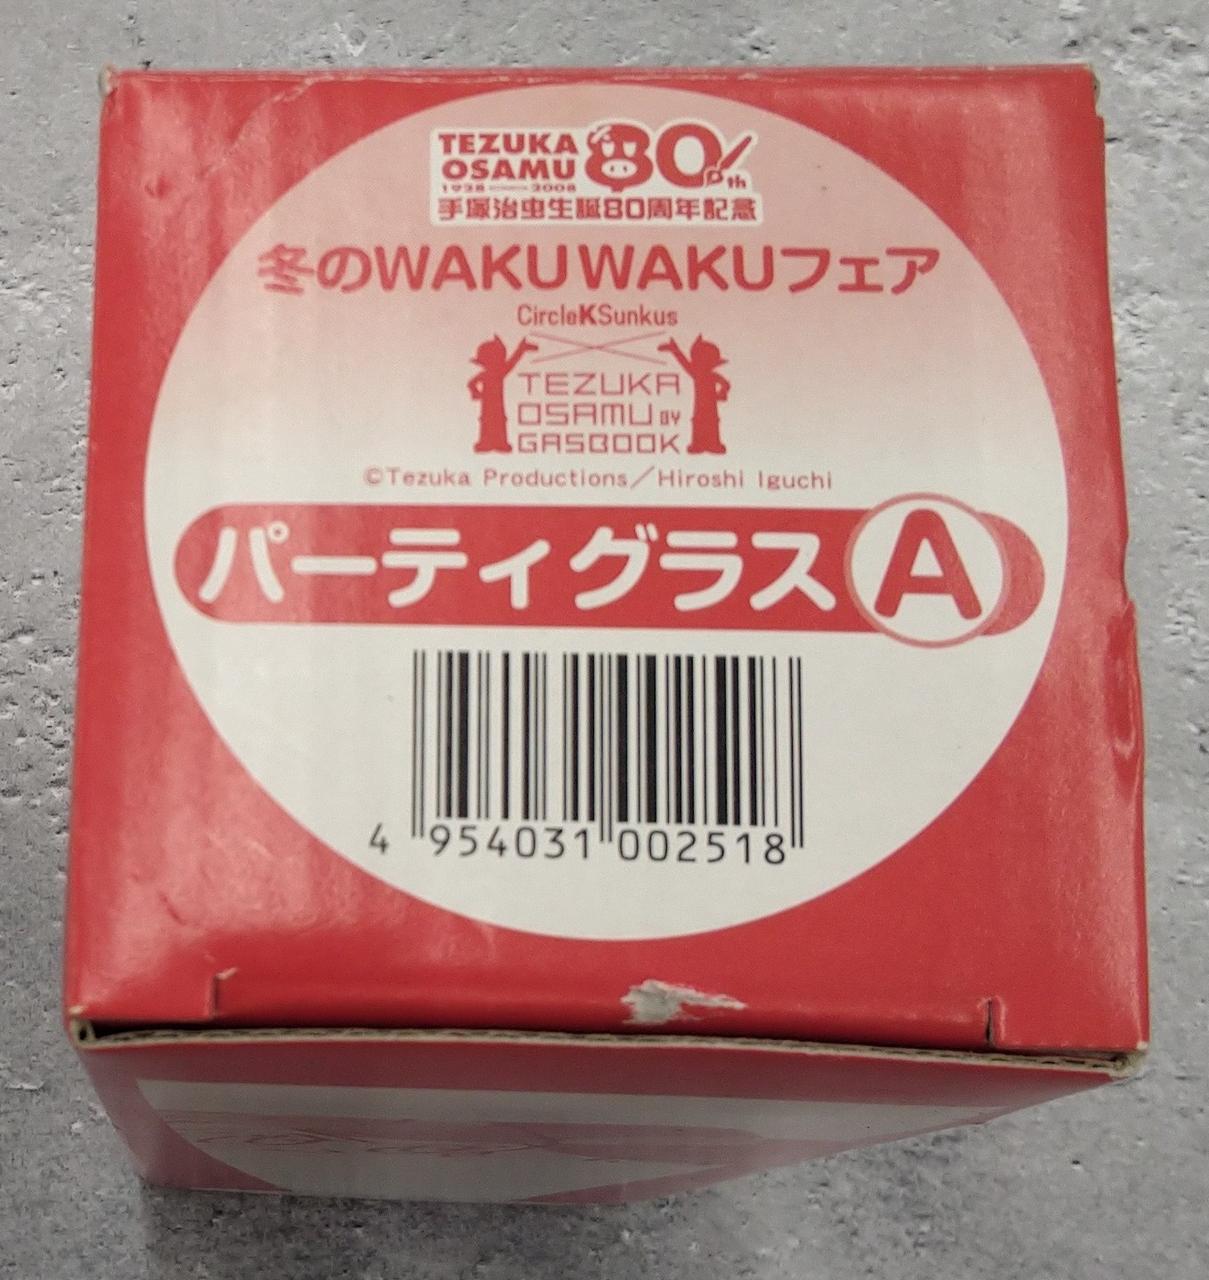 TEZUKA OSAMU 80th
1928 2008
手塚治虫生誕80周年記念
冬のWAKUWAKUフェア
CircleKSunkus
TEZUKA
OSAMU BY
GASBOOK
©Tezuka Productions／Hiroshi Iguchi
パーティグラス A
4 954031 002518